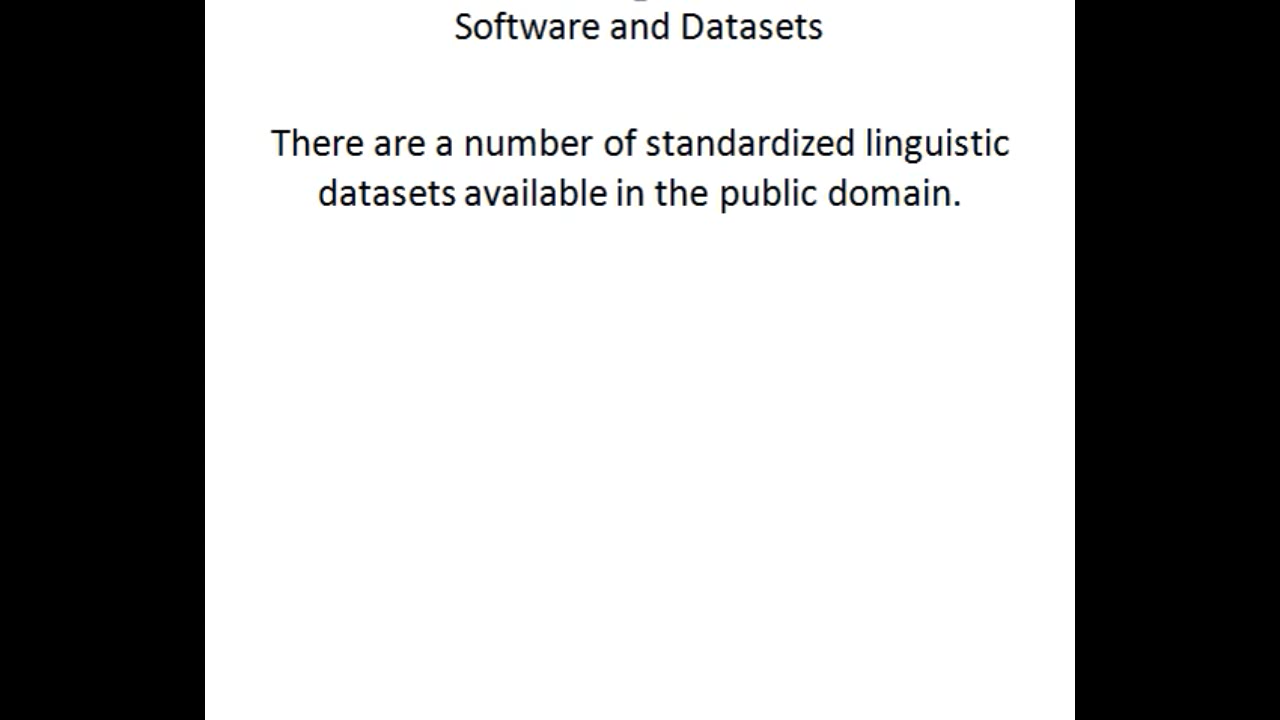 Software and Datasets
There are a number of standardized linguistic
datasets available in the public domain.